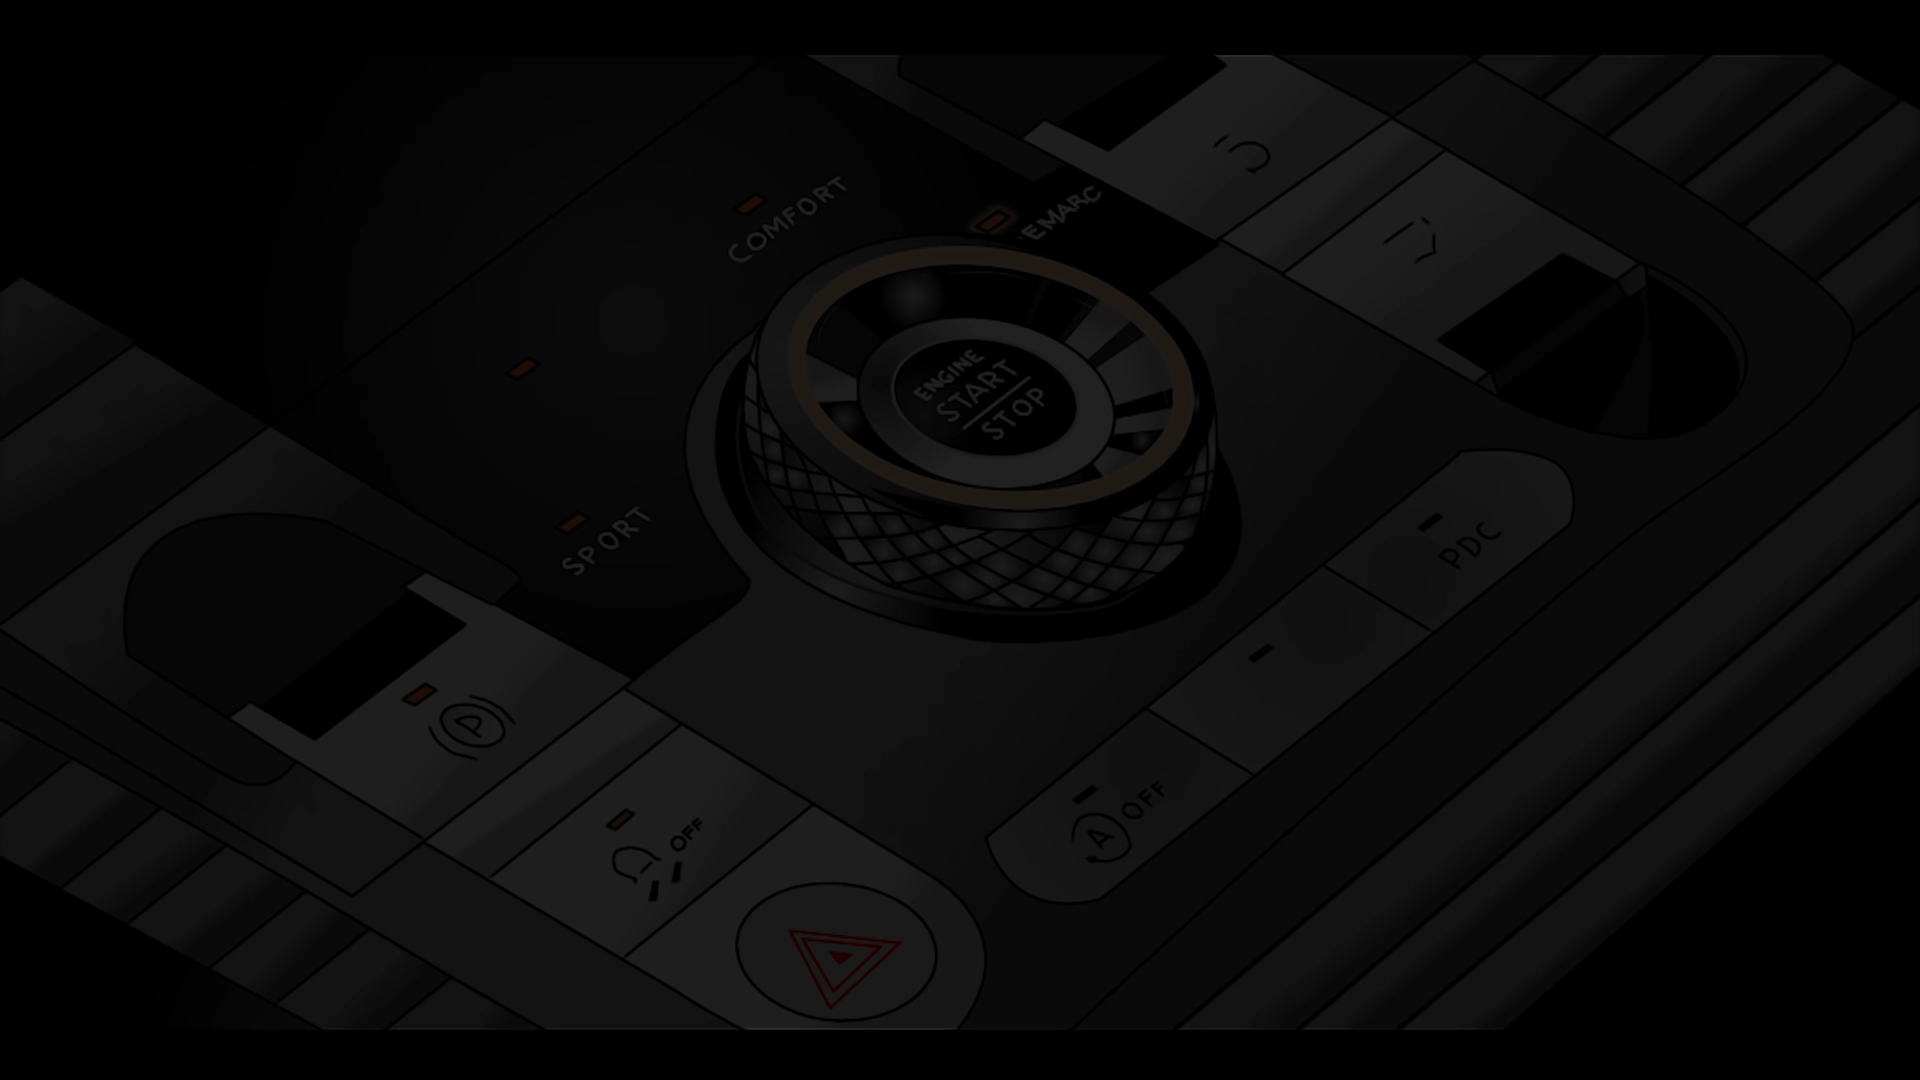 COMFORT
EMARC
ENGINE
START
STOP
SPORT
PDC
P
OFF
A OFF